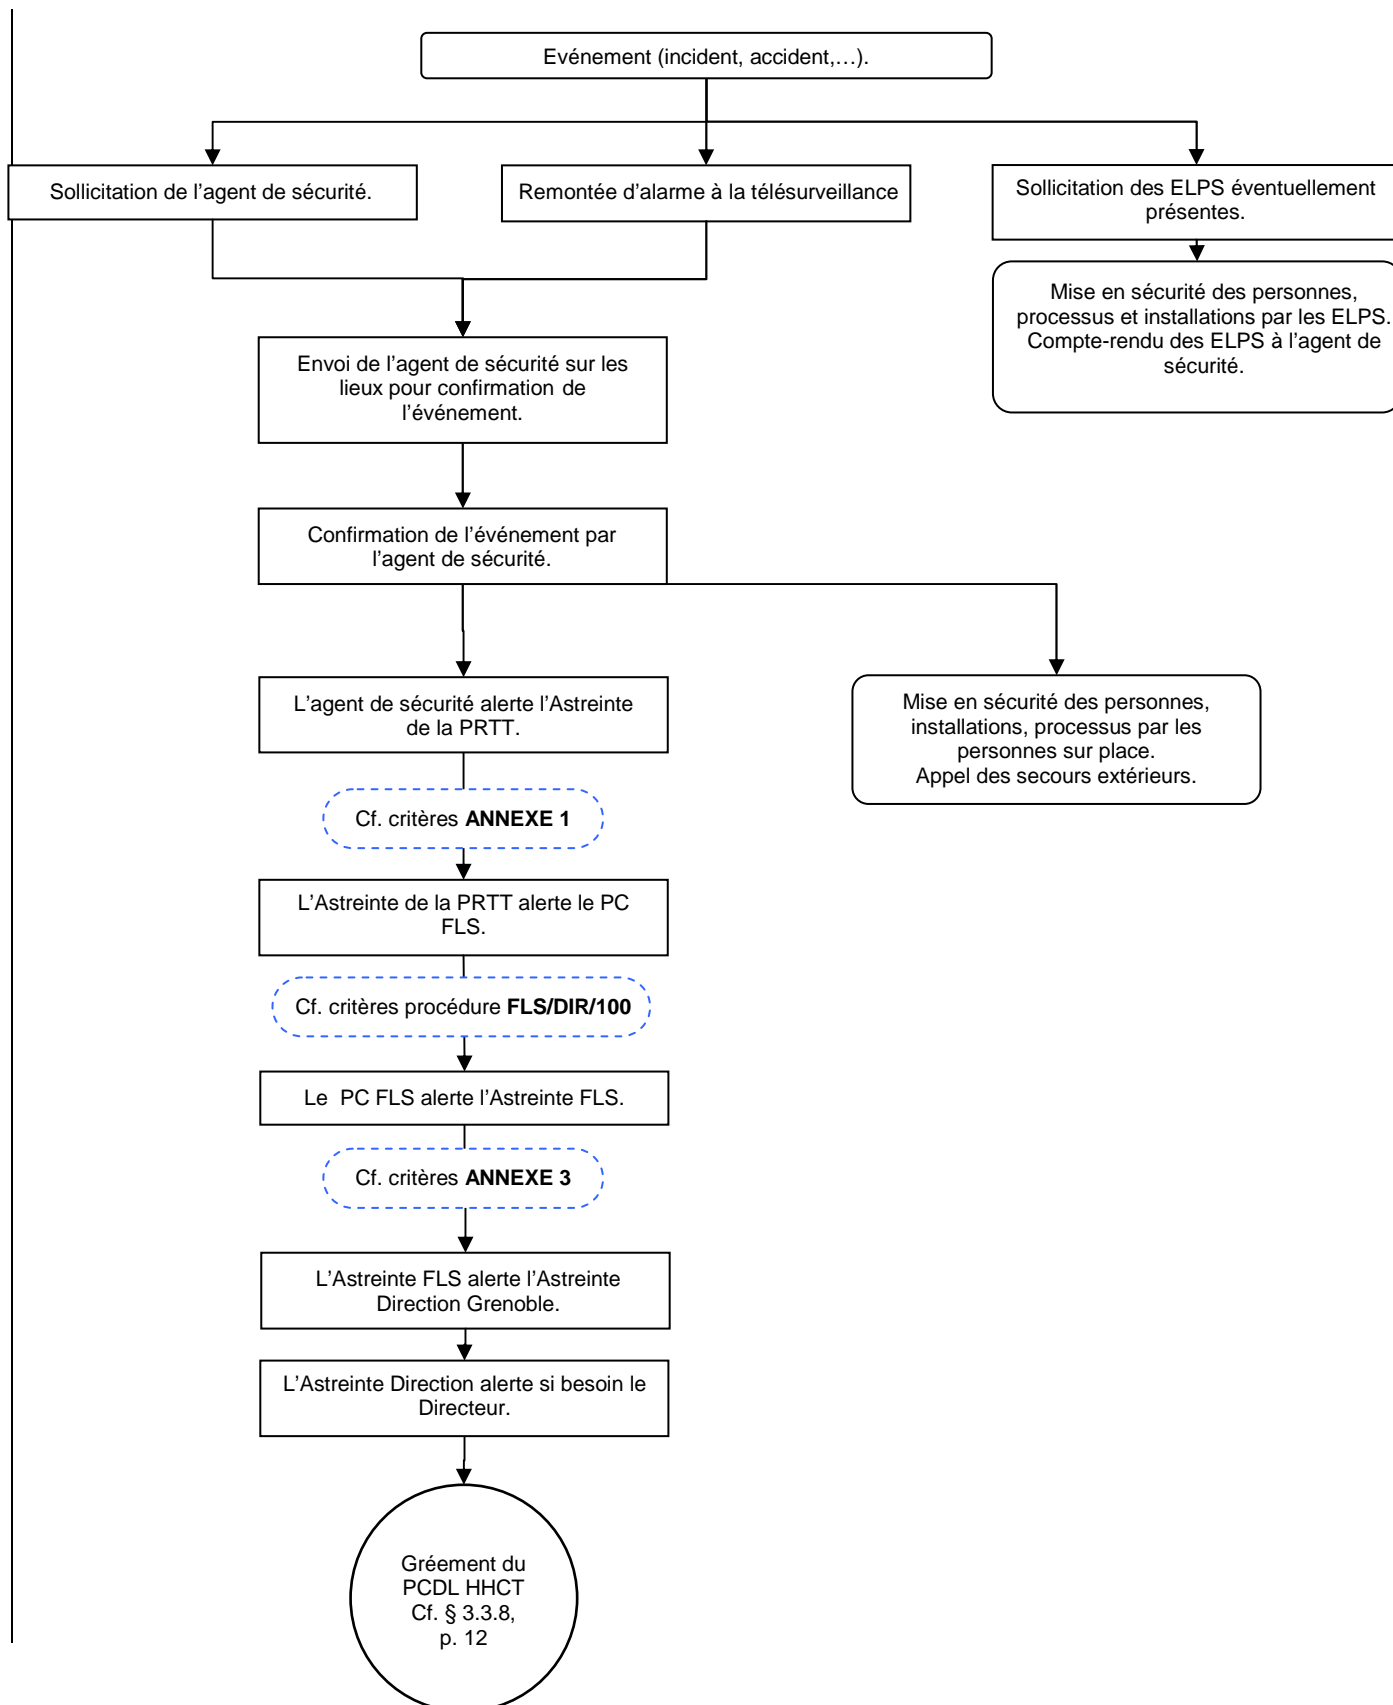 Evénement (incident, accident,…).
Sollicitation de l’agent de sécurité.
Remontée d’alarme à la télésurveillance
Sollicitation des ELPS éventuellement
présentes.
Mise en sécurité des personnes,
processus et installations par les ELPS.
Compte-rendu des ELPS à l’agent de
sécurité.
Envoi de l’agent de sécurité sur les
lieux pour confirmation de
l’événement.
Confirmation de l’événement par
l’agent de sécurité.
L’agent de sécurité alerte l’Astreinte
de la PRTT.
Mise en sécurité des personnes,
installations, processus par les
personnes sur place.
Appel des secours extérieurs.
Cf. critères ANNEXE 1
L’Astreinte de la PRTT alerte le PC
FLS.
Cf. critères procédure FLS/DIR/100
Le PC FLS alerte l’Astreinte FLS.
Cf. critères ANNEXE 3
L’Astreinte FLS alerte l’Astreinte
Direction Grenoble.
L’Astreinte Direction alerte si besoin le
Directeur.
Gréement du
PCDL HHCT
Cf. § 3.3.8,
p. 12